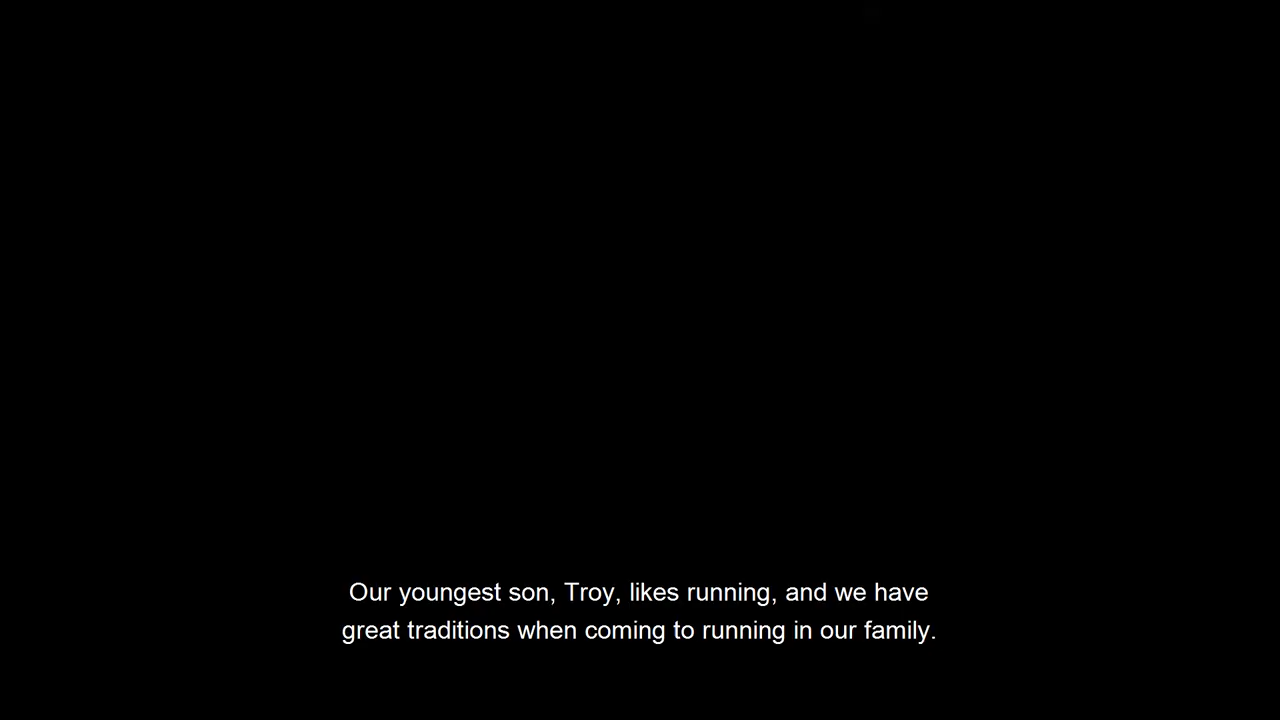 Our youngest son, Troy, likes running, and we have
great traditions when coming to running in our family.